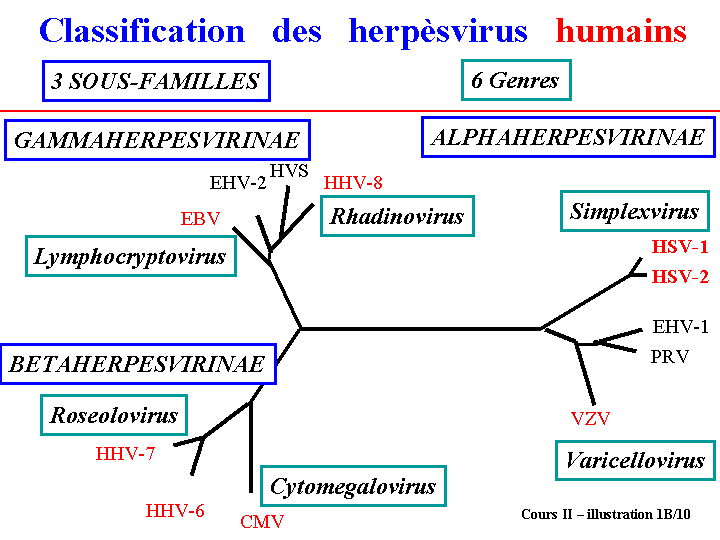 Classification des herpèsvirus humains
3 SOUS-FAMILLES
6 Genres
GAMMAHERPESVIRINAE
ALPHAHERPESVIRINAE
HVS
EHV-2
HHV-8
EBV
Rhadinovirus
Simplexvirus
Lymphocryptovirus
HSV-1
HSV-2
EHV-1
PRV
BETAHERPESVIRINAE
Roseolovirus
VZV
HHV-7
Varicellovirus
Cytomegalovirus
HHV-6
CMV
Cours II – illustration 1B/10